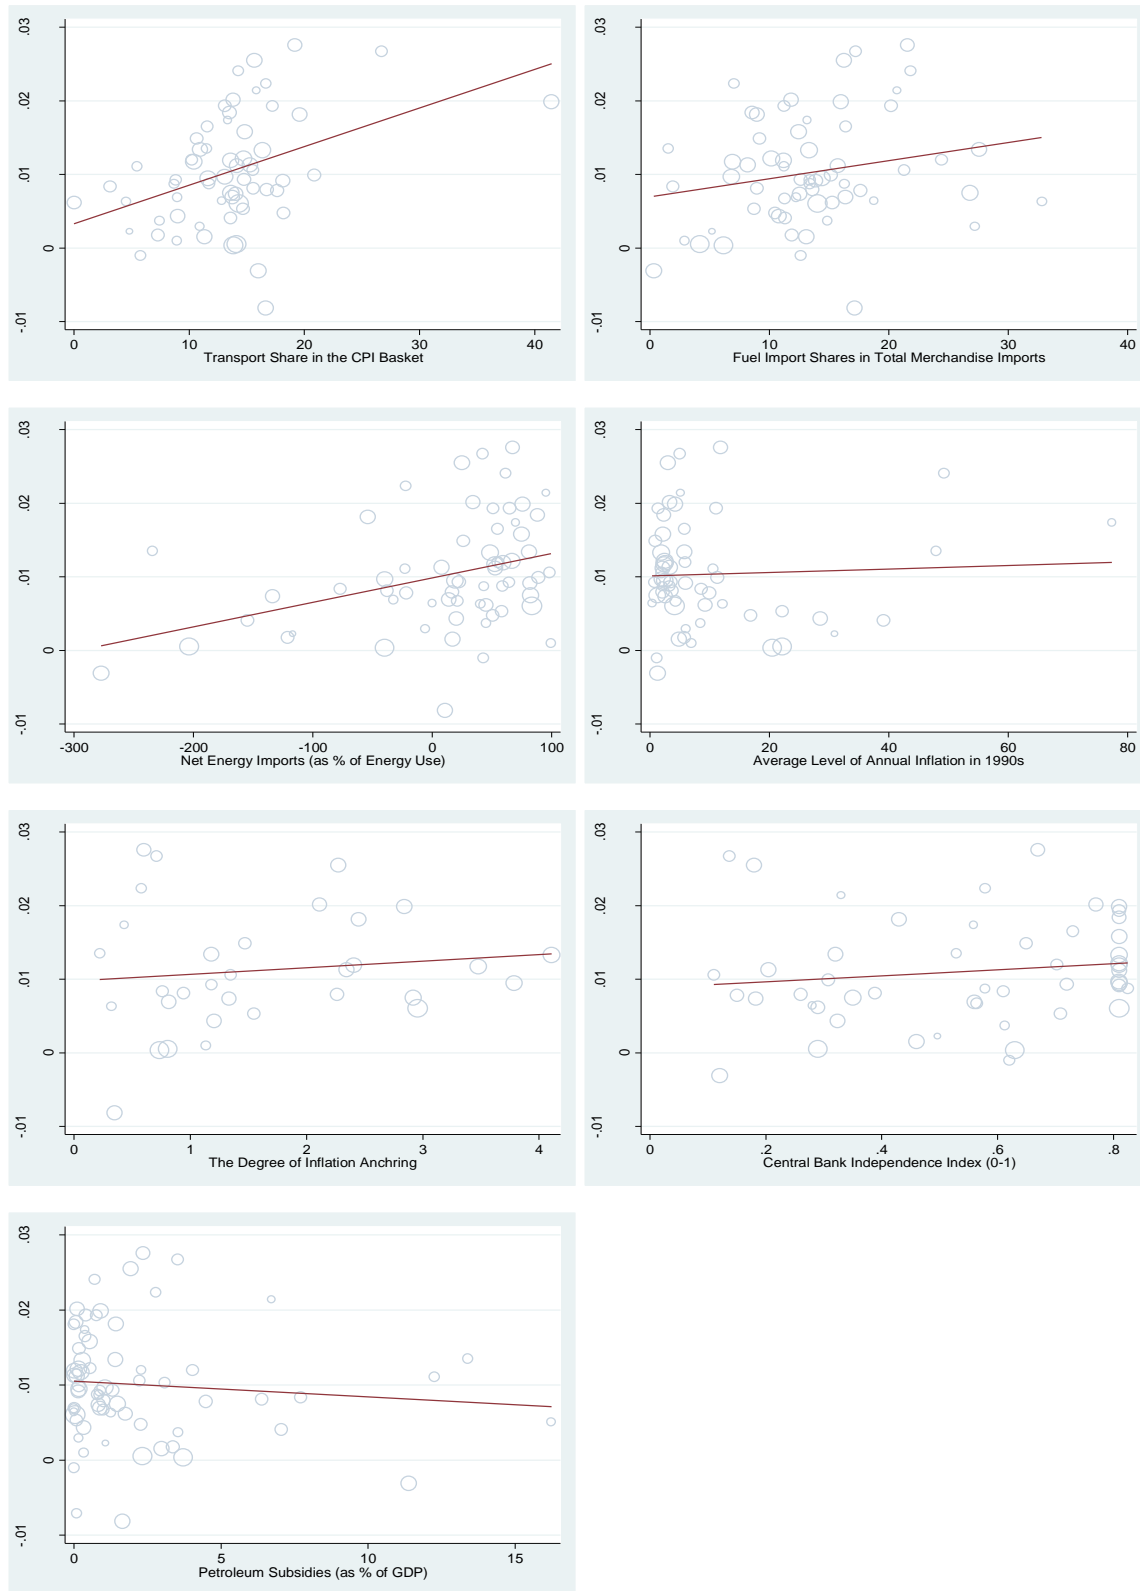 .03
.02
.01
0
-.01
0 10 20 30 40
Transport Share in the CPI Basket
.03
.02
.01
0
-.01
0 10 20 30 40
Fuel Import Shares in Total Merchandise Imports
.03
.02
.01
0
-.01
-300 -200 -100 0 100
Net Energy Imports (as % of Energy Use)
.03
.02
.01
0
-.01
0 20 40 60 80
Average Level of Annual Inflation in 1990s
.03
.02
.01
0
-.01
0 1 2 3 4
The Degree of Inflation Anchring
.03
.02
.01
0
-.01
0 .2 .4 .6 .8
Central Bank Independence Index (0-1)
.03
.02
.01
0
-.01
0 5 10 15
Petroleum Subsidies (as % of GDP)